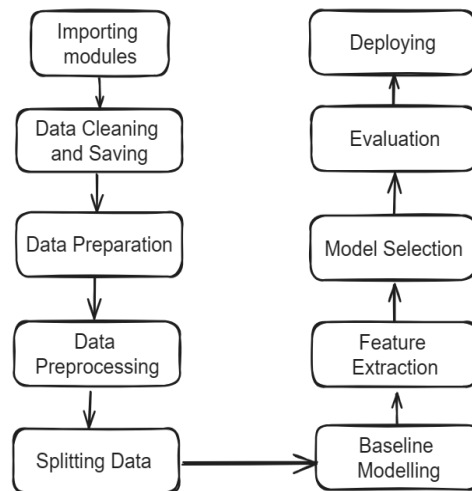 Importing
modules
Data Cleaning
and Saving
Data Preparation
Data
Preprocessing
Splitting Data
Baseline
Modelling
Feature
Extraction
Model Selection
Evaluation
Deploying